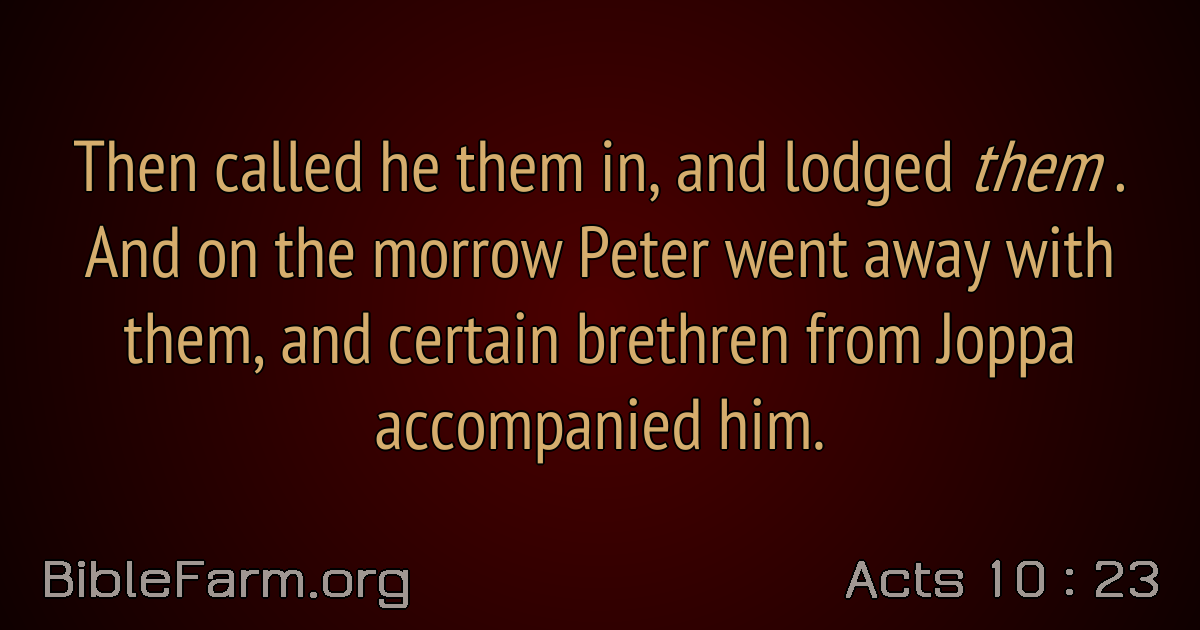 Then called he them in, and lodged them .
And on the morrow Peter went away with
them, and certain brethren from Joppa
accompanied him.
BibleFarm.org
Acts 10 : 23